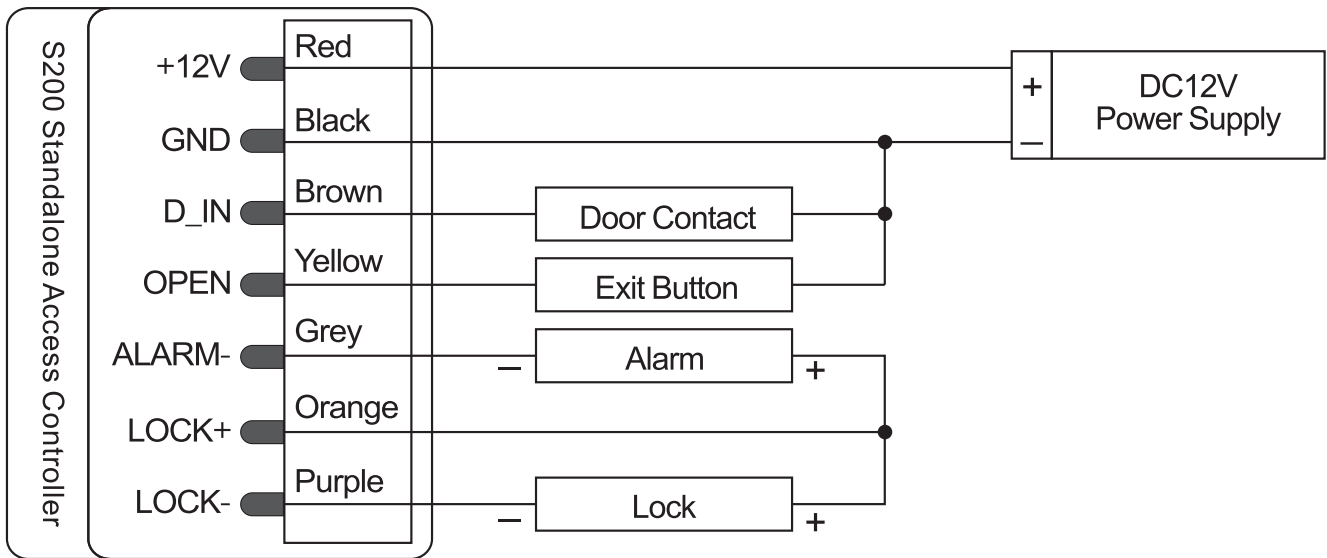 S200 Standalone Access Controller
+12V Red
GND Black
D_IN Brown
OPEN Yellow
ALARM- Grey
LOCK+ Orange
LOCK- Purple
+
–
DC12V
Power Supply
Door Contact
Exit Button
– Alarm +
– Lock +